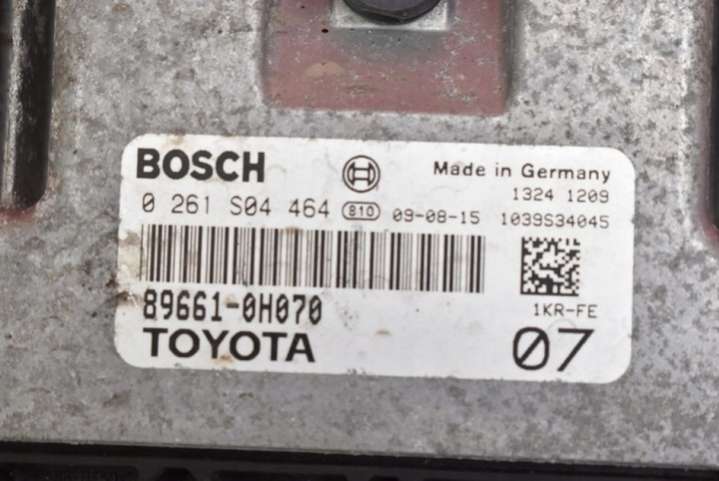 BOSCH Made in Germany
1324 1209
0 261 S04 464 810 09-08-15 1039S34045
89661-0H070 1KR-FE
TOYOTA 07